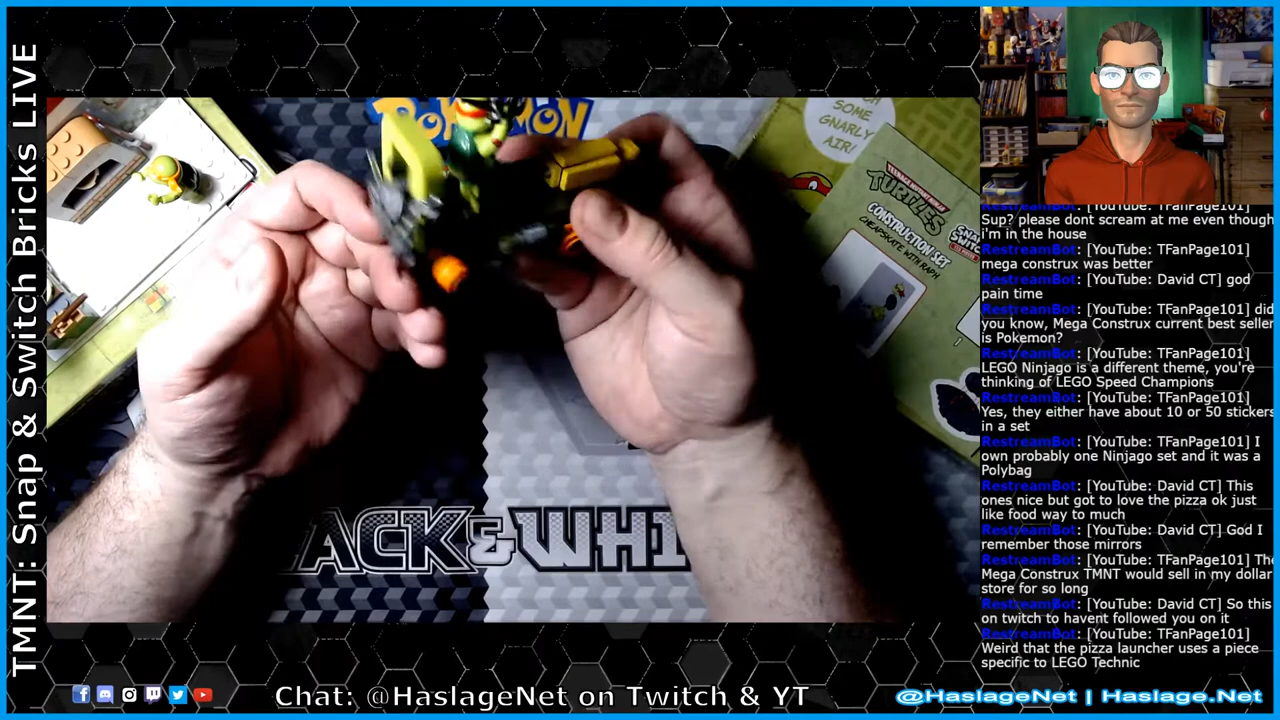 TMNT: Snap & Switch Bricks LIVE
POKEMON
SOME
GNARLY
AIR!
TEENAGE MUTANT NINJA
TURTLES
CONSTRUCTION SET
CHEAPSKATE WITH RAPH
ACK & WHI
RestreamBot: [YouTube: TFanPage101]
Sup? please dont scream at me even though
i'm in the house
RestreamBot: [YouTube: TFanPage101]
mega construx was better
RestreamBot: [YouTube: David CT] god
pain time
RestreamBot: [YouTube: TFanPage101] did
you know, Mega Construx current best seller
is Pokemon?
RestreamBot: [YouTube: TFanPage101]
LEGO Ninjago is a different theme, you're
thinking of LEGO Speed Champions
RestreamBot: [YouTube: TFanPage101]
Yes, they either have about 10 or 50 stickers
in a set
RestreamBot: [YouTube: TFanPage101] I
own probably one Ninjago set and it was a
Polybag
RestreamBot: [YouTube: David CT] This
ones nice but got to love the pizza ok just
like food way to much
RestreamBot: [YouTube: David CT] God I
remember those mirrors
RestreamBot: [YouTube: TFanPage101] The
Mega Construx TMNT would sell in my dollar
store for so long
RestreamBot: [YouTube: David CT] So this
on twitch to havent followed you on it
RestreamBot: [YouTube: TFanPage101]
Weird that the pizza launcher uses a piece
specific to LEGO Technic
Chat: @HaslageNet on Twitch & YT
@HaslageNet | Haslage.Net